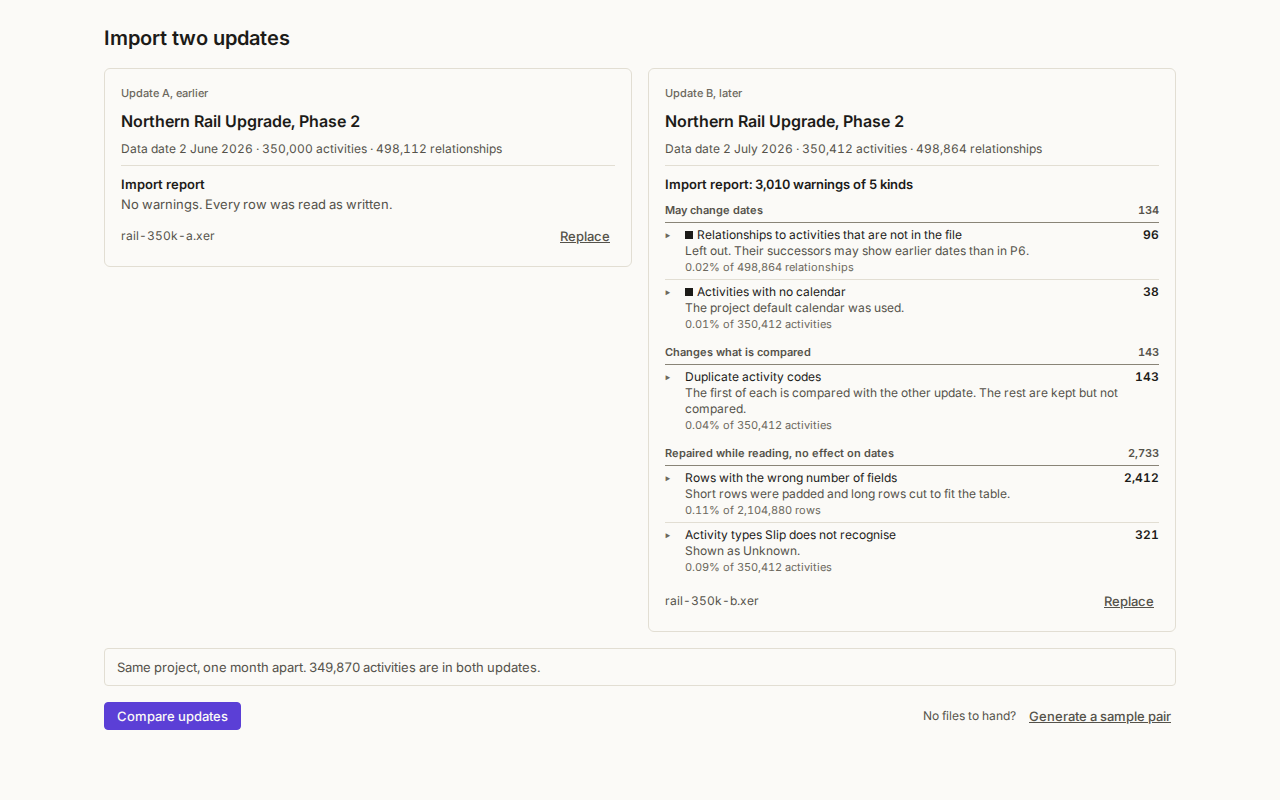 Import two updates
Update A, earlier
Northern Rail Upgrade, Phase 2
Data date 2 June 2026 · 350,000 activities · 498,112 relationships
Import report
No warnings. Every row was read as written.
rail-350k-a.xer
Replace
Update B, later
Northern Rail Upgrade, Phase 2
Data date 2 July 2026 · 350,412 activities · 498,864 relationships
Import report: 3,010 warnings of 5 kinds
May change dates 134
Relationships to activities that are not in the file 96
Left out. Their successors may show earlier dates than in P6.
0.02% of 498,864 relationships
Activities with no calendar 38
The project default calendar was used.
0.01% of 350,412 activities
Changes what is compared 143
Duplicate activity codes 143
The first of each is compared with the other update. The rest are kept but not
compared.
0.04% of 350,412 activities
Repaired while reading, no effect on dates 2,733
Rows with the wrong number of fields 2,412
Short rows were padded and long rows cut to fit the table.
0.11% of 2,104,880 rows
Activity types Slip does not recognise 321
Shown as Unknown.
0.09% of 350,412 activities
rail-350k-b.xer
Replace
Same project, one month apart. 349,870 activities are in both updates.
Compare updates
No files to hand? Generate a sample pair